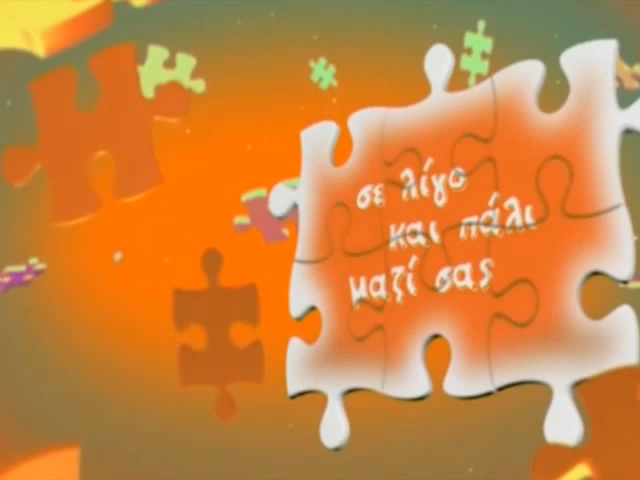 σε λίγο
και πάλι
μαζί σας